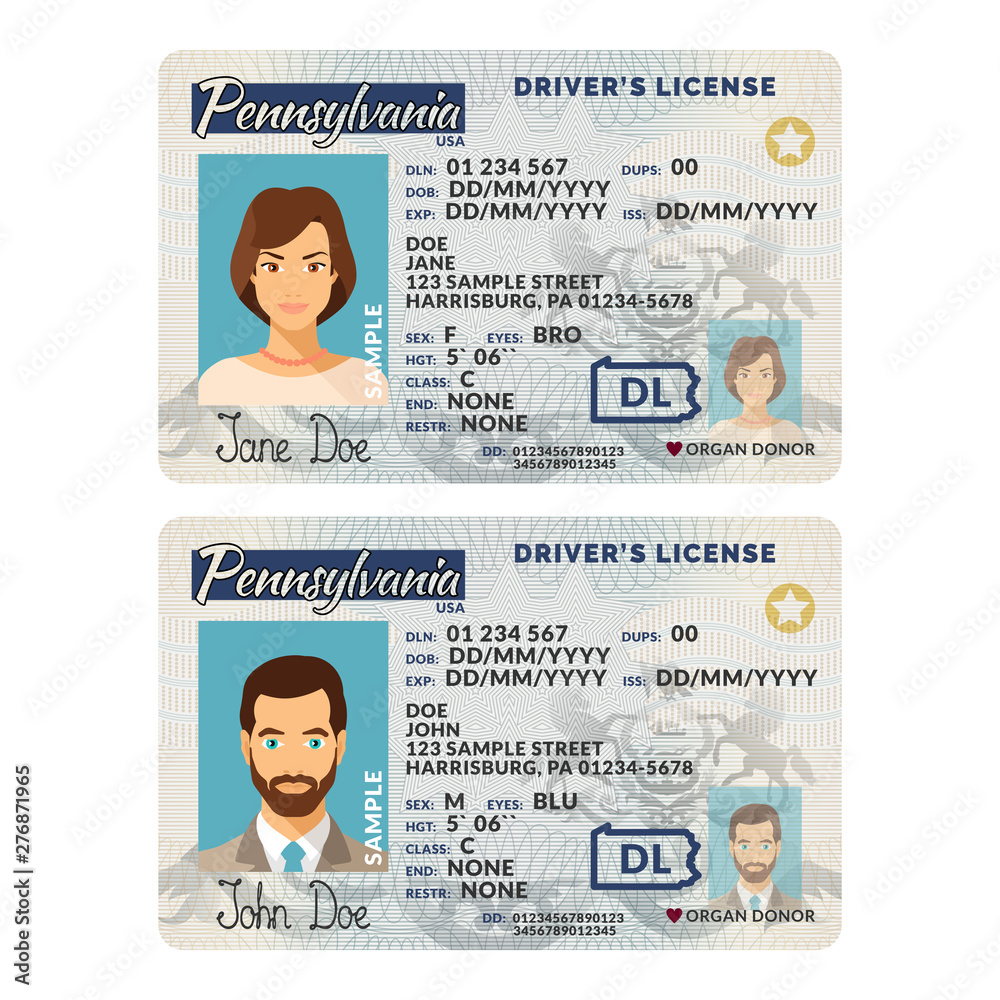 Pennsylvania
USA
DRIVER'S LICENSE
DLN: 01 234 567 DUPS: 00
DOB: DD/MM/YYYY
EXP: DD/MM/YYYY ISS: DD/MM/YYYY
DOE
JANE
123 SAMPLE STREET
HARRISBURG, PA 01234-5678
SEX: F EYES: BRO
HGT: 5` 06``
CLASS: C
END: NONE
RESTR: NONE
DL
SAMPLE
Jane Doe
DD: 01234567890123
3456789012345
ORGAN DONOR
Pennsylvania
USA
DRIVER'S LICENSE
DLN: 01 234 567 DUPS: 00
DOB: DD/MM/YYYY
EXP: DD/MM/YYYY ISS: DD/MM/YYYY
DOE
JOHN
123 SAMPLE STREET
HARRISBURG, PA 01234-5678
SEX: M EYES: BLU
HGT: 5` 06``
CLASS: C
END: NONE
RESTR: NONE
DL
SAMPLE
John Doe
DD: 01234567890123
3456789012345
ORGAN DONOR
Adobe Stock | #276871965